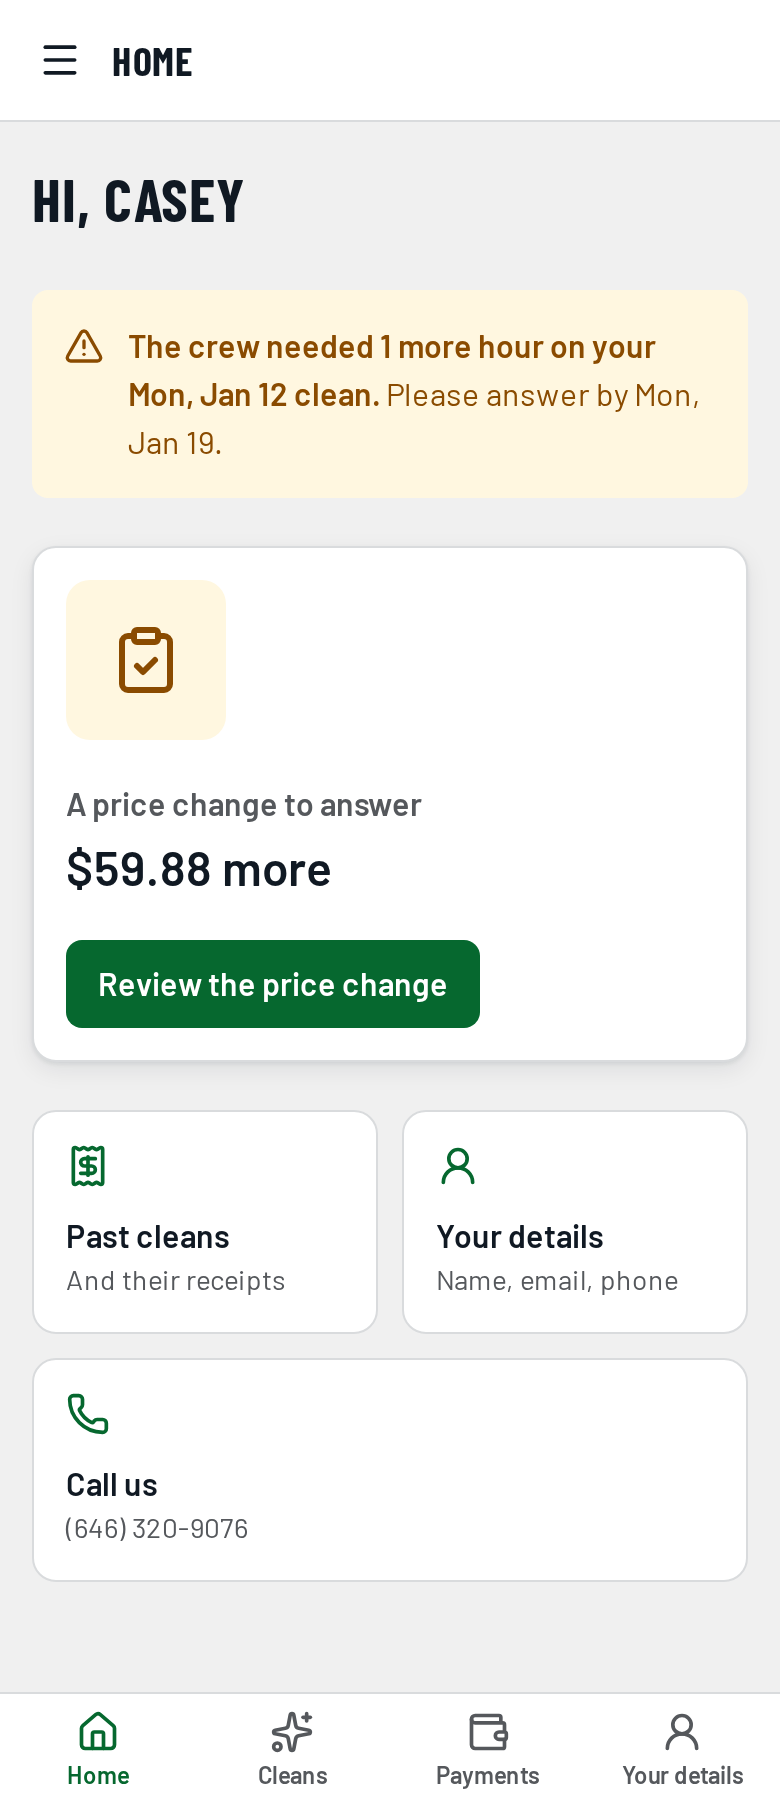 HOME
HI, CASEY
The crew needed 1 more hour on your
Mon, Jan 12 clean. Please answer by Mon,
Jan 19.
A price change to answer
$59.88 more
Review the price change
Past cleans
And their receipts
Your details
Name, email, phone
Call us
(646) 320-9076
Home
Cleans
Payments
Your details